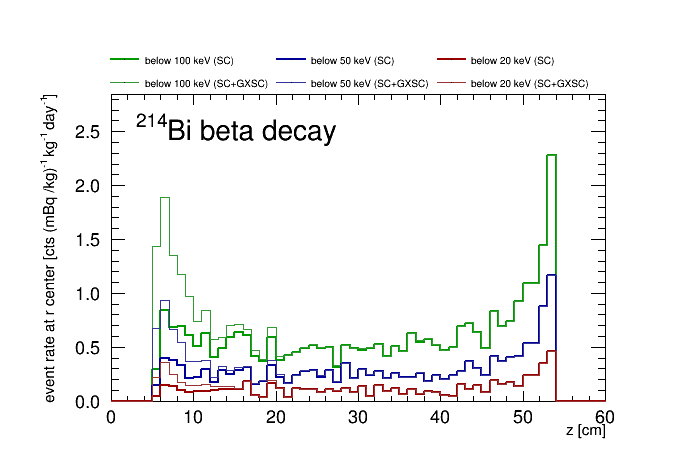 below 100 keV (SC) below 50 keV (SC) below 20 keV (SC)
below 100 keV (SC+GXSC) below 50 keV (SC+GXSC) below 20 keV (SC+GXSC)
²¹⁴Bi beta decay
event rate at r center [cts (mBq /kg)⁻¹ kg⁻¹ day⁻¹]
2.5
2.0
1.5
1.0
0.5
0.0
0 10 20 30 40 50 60
z [cm]